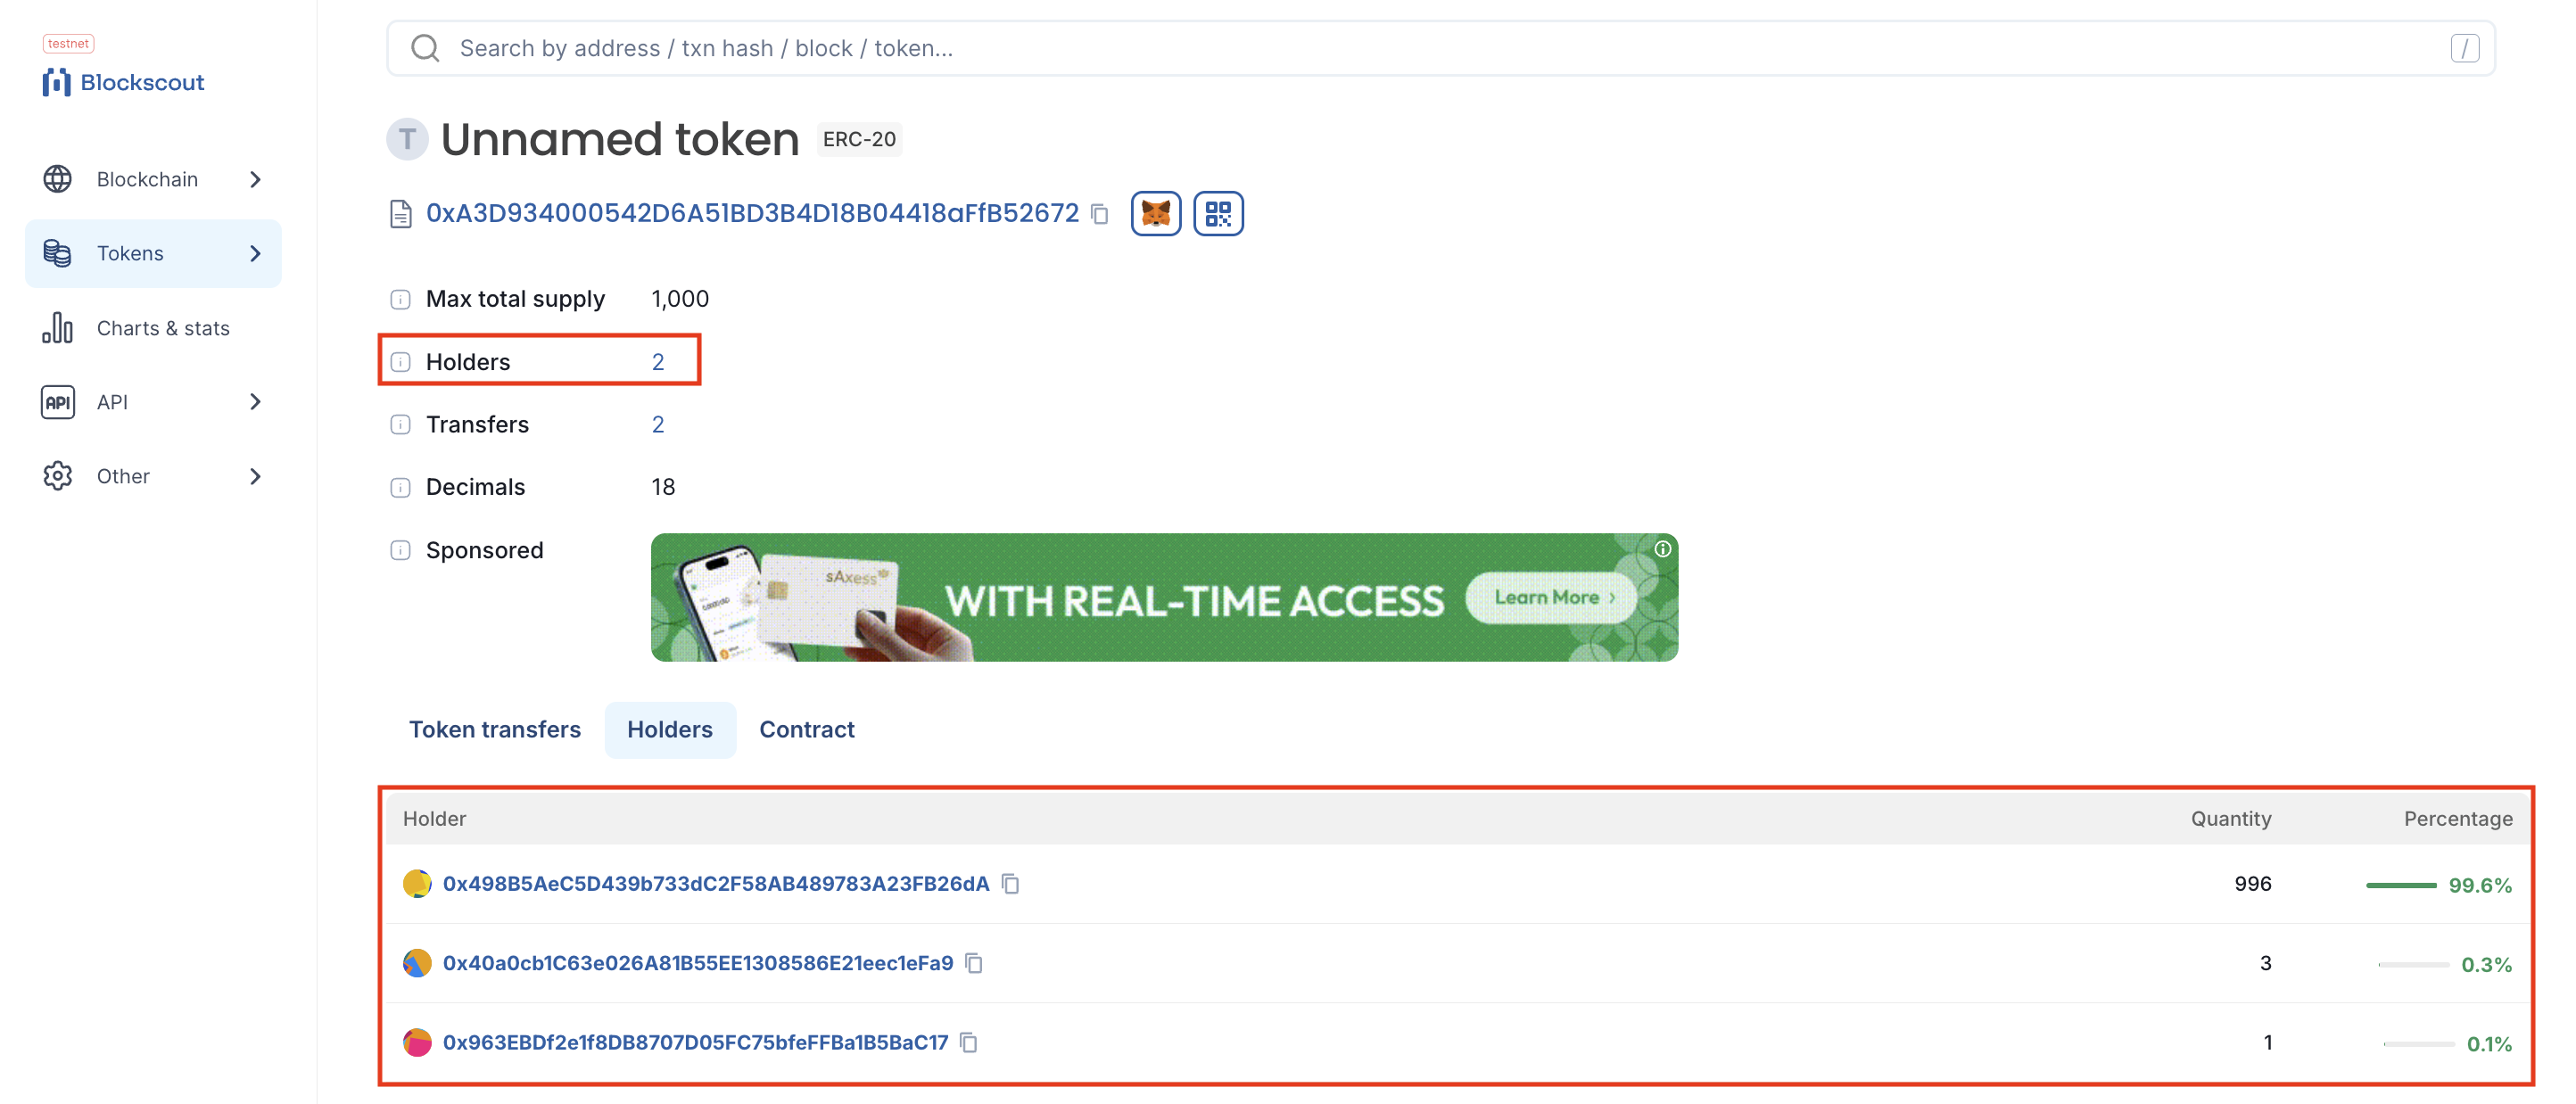 testnet
Blockscout
Search by address / txn hash / block / token...
/
Blockchain
Tokens
Charts & stats
API
API
Other
T
Unnamed token
ERC-20
0xA3D934000542D6A51BD3B4D18B04418aFfB52672
Max total supply 1,000
Holders 2
Transfers 2
Decimals 18
Sponsored
sAxess
WITH REAL-TIME ACCESS
Learn More ›
Token transfers Holders Contract
Holder Quantity Percentage
0x498B5AeC5D439b733dC2F58AB489783A23FB26dA 996 99.6%
0x40a0cb1C63e026A81B55EE1308586E21eec1eFa9 3 0.3%
0x963EBDf2e1f8DB8707D05FC75bfeFFBa1B5BaC17 1 0.1%